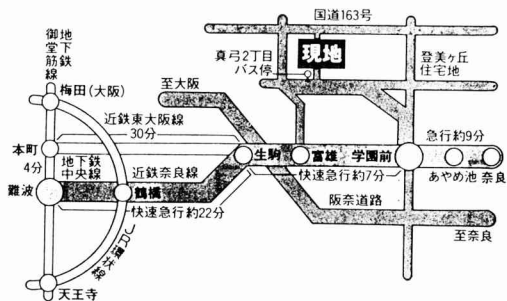 国道163号
現地
真弓2丁目
バス停
登美ヶ丘
住宅地
地下鉄
御堂筋線
梅田(大阪)
至大阪
近鉄東大阪線
30分
本町
4分
地下鉄
中央線
近鉄奈良線
難波
鶴橋
快速急行約22分
生駒
富雄
学園前
急行約9分
あやめ池
奈良
快速急行約7分
阪奈道路
至奈良
JR環状線
天王寺